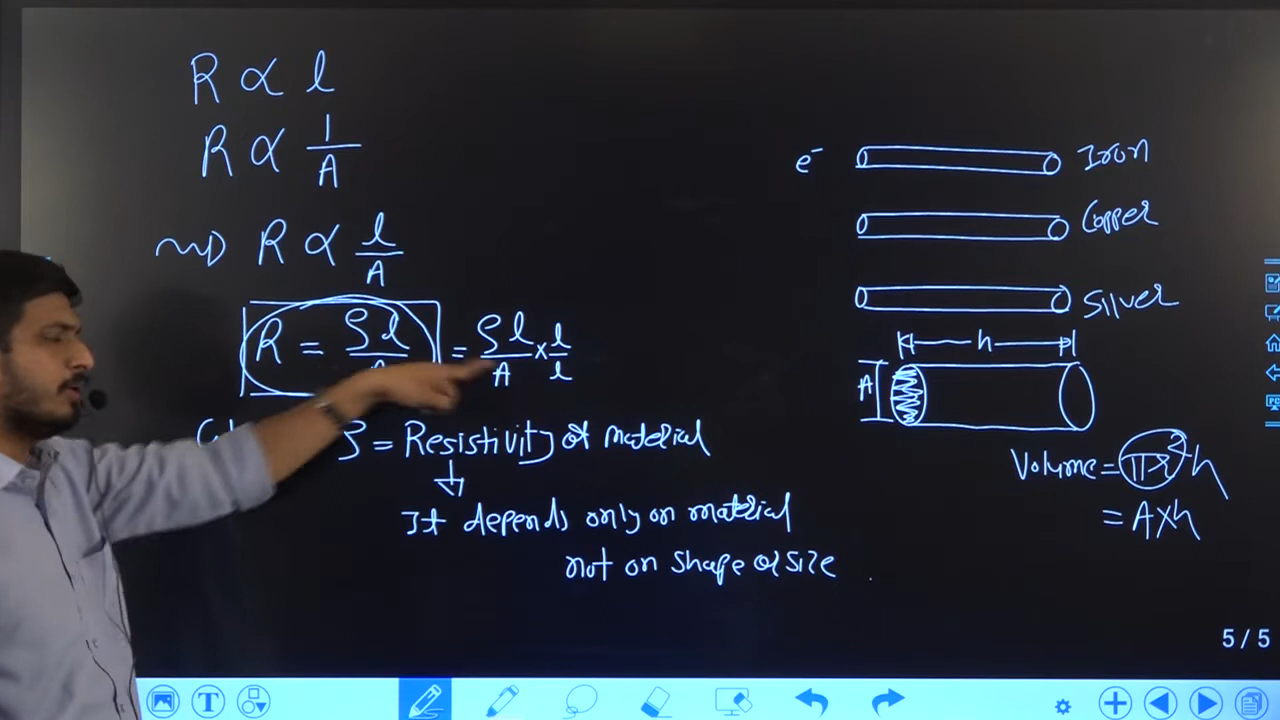 R ∝ l
R ∝ 1/A
⇒ R ∝ l/A
R = ρl/A = ρl/A × l/l
ρ = Resistivity of material
↓
It depends only on material
not on shape or size
e⁻
Iron
Copper
Silver
h
A
Volume = πr²h
= A×h
5 / 5
T